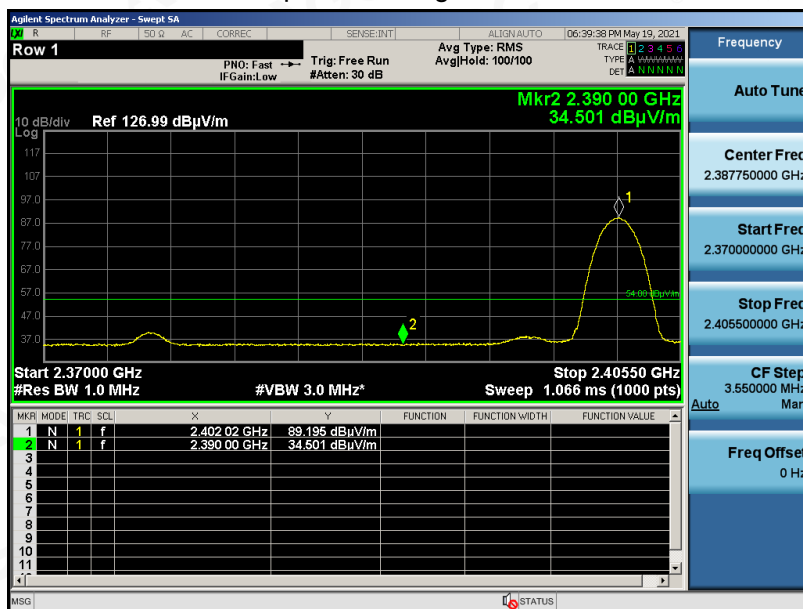 Agilent Spectrum Analyzer - Swept SA
LXI R RF 50 Ω AC CORREC SENSE:INT ALIGN AUTO 06:39:38 PM May 19, 2021
Row 1
PNO: Fast
IFGain:Low
Trig: Free Run
#Atten: 30 dB
Avg Type: RMS
Avg|Hold: 100/100
TRACE 1 2 3 4 5 6
TYPE A WWWWW
DET A N N N N N
Mkr2 2.390 00 GHz
34.501 dBµV/m
10 dB/div Ref 126.99 dBµV/m
Log
117
107
97.0
87.0
77.0
67.0
57.0
47.0
37.0
1
54.00 dBµV/m
2
Start 2.37000 GHz Stop 2.40550 GHz
#Res BW 1.0 MHz #VBW 3.0 MHz* Sweep 1.066 ms (1000 pts)
MKR MODE TRC SCL X Y FUNCTION FUNCTION WIDTH FUNCTION VALUE
1 N 1 f 2.402 02 GHz 89.195 dBµV/m
2 N 1 f 2.390 00 GHz 34.501 dBµV/m
3
4
5
6
7
8
9
10
11
MSG STATUS
Frequency
Auto Tune
Center Freq
2.387750000 GHz
Start Freq
2.370000000 GHz
Stop Freq
2.405500000 GHz
CF Step
3.550000 MHz
Auto Man
Freq Offset
0 Hz